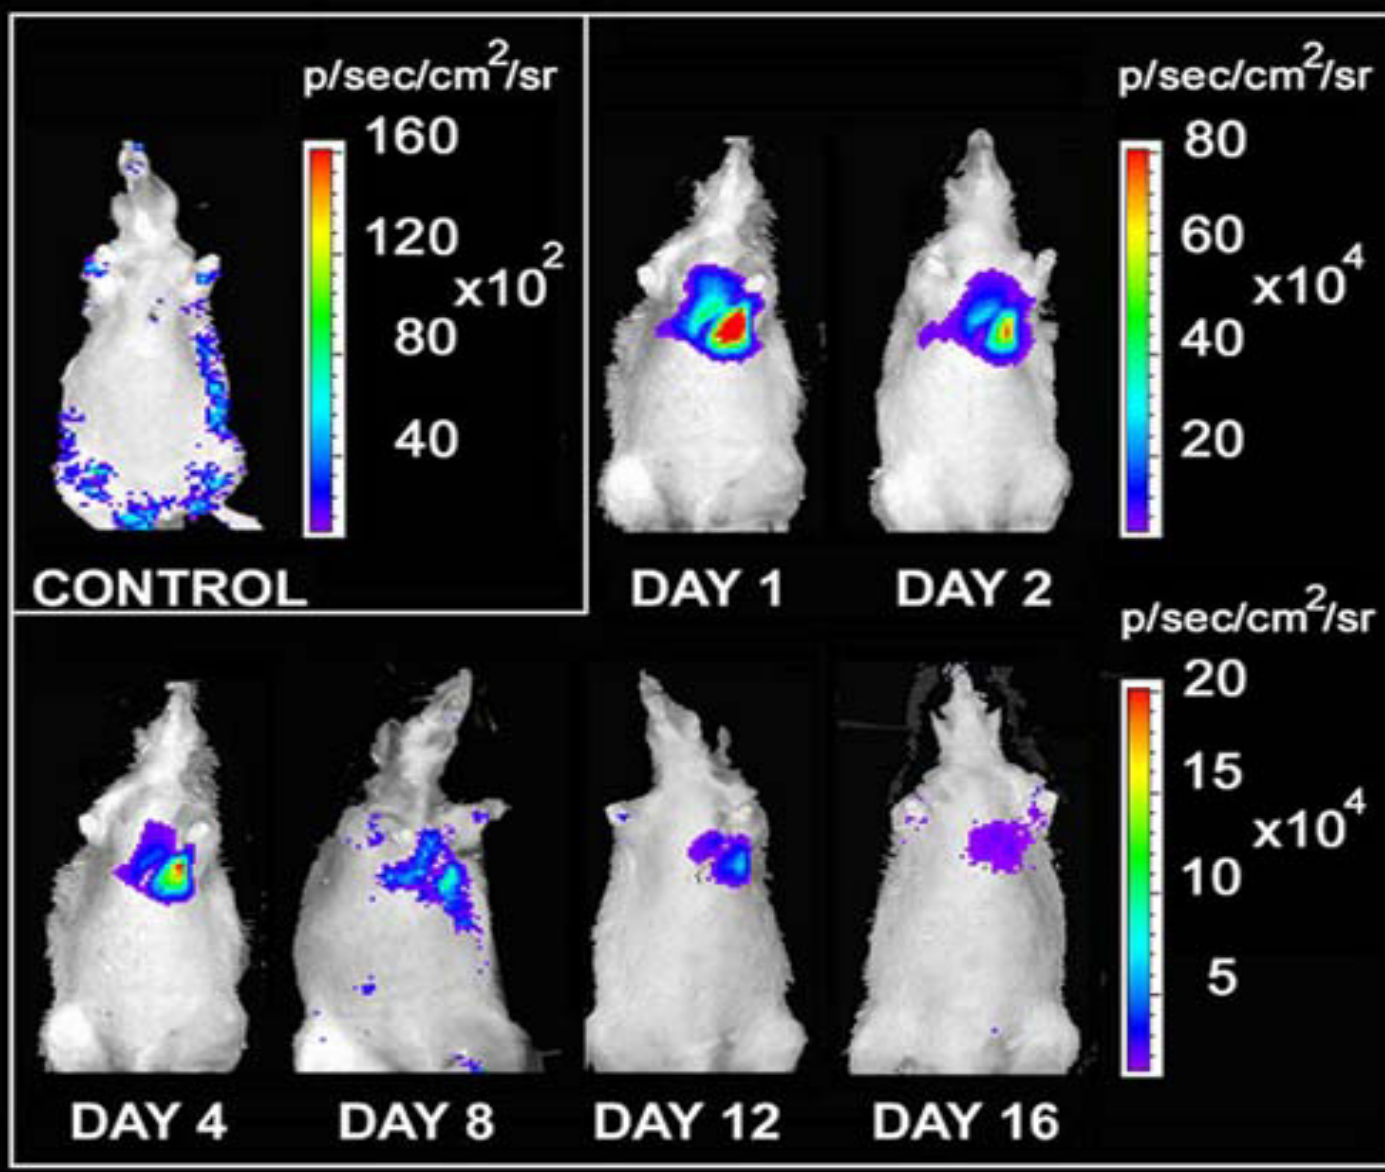 p/sec/cm²/sr
160
120
x10²
80
40
CONTROL
p/sec/cm²/sr
80
60
x10⁴
40
20
DAY 1
DAY 2
p/sec/cm²/sr
20
15
x10⁴
10
5
DAY 4
DAY 8
DAY 12
DAY 16